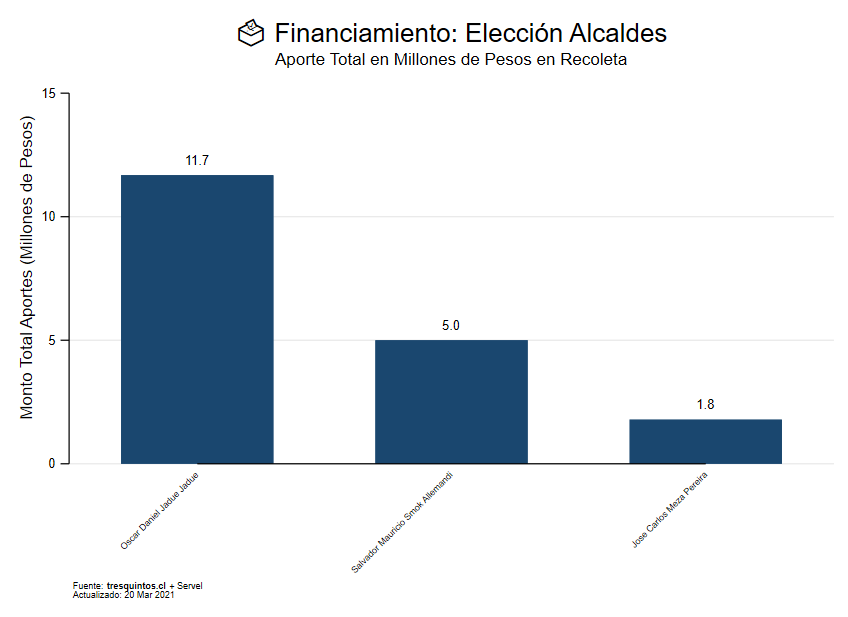 Financiamiento: Elección Alcaldes
Aporte Total en Millones de Pesos en Recoleta
Monto Total Aportes (Millones de Pesos)
15
10
5
0
11.7
5.0
1.8
Oscar Daniel Jadue Jadue
Salvador Mauricio Smok Allemandi
Jose Carlos Meza Pereira
Fuente: tresquintos.cl + Servel
Actualizado: 20 Mar 2021